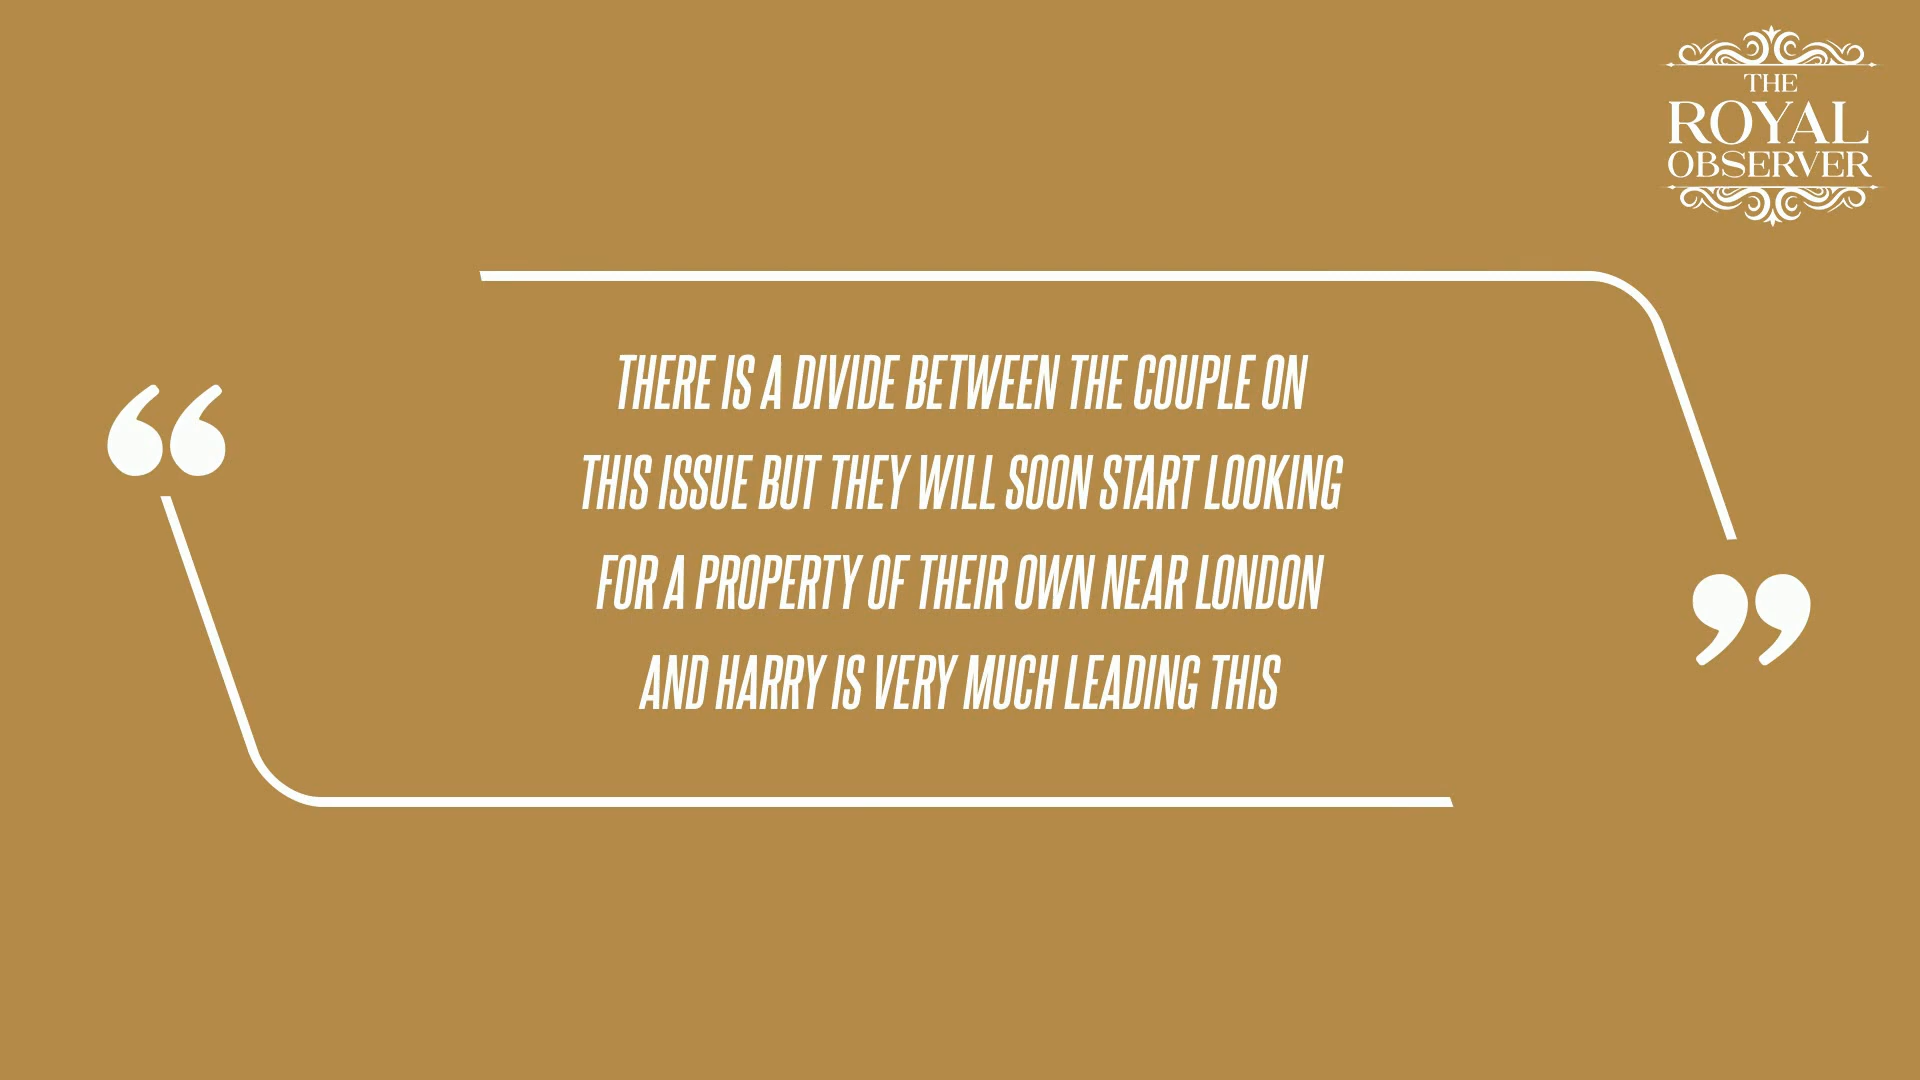 THE
ROYAL
OBSERVER
THERE IS A DIVIDE BETWEEN THE COUPLE ON
THIS ISSUE BUT THEY WILL SOON START LOOKING
FOR A PROPERTY OF THEIR OWN NEAR LONDON
AND HARRY IS VERY MUCH LEADING THIS